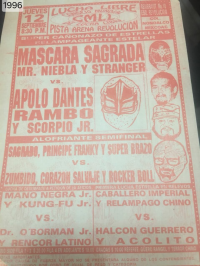 1996
JUEVES
12
LUCHA LIBRE
CMLL
PISTA ARENA REVOLUCION
MASCARA SAGRADA
MR. NIEBLA Y STRANGER
VS.
APOLO DANTES
RAMBO
Y SCORPIO JR.
SEMIFINAL
SAGRADO, PRINCIPE FRANKY Y SUPER BRAZO
VS.
ZUMBIDO, CORAZON SALVAJE Y ROCKER BOLL
MANO NEGRA Jr.
Y KUNG-FU Jr.
VS.
Dr. O'BORMAN Jr.
Y RENCOR LATINO
CABALLERO IMPERIAL
Y RELAMPAGO CHINO
VS.
HALCON GUERRERO
Y ACOLITO